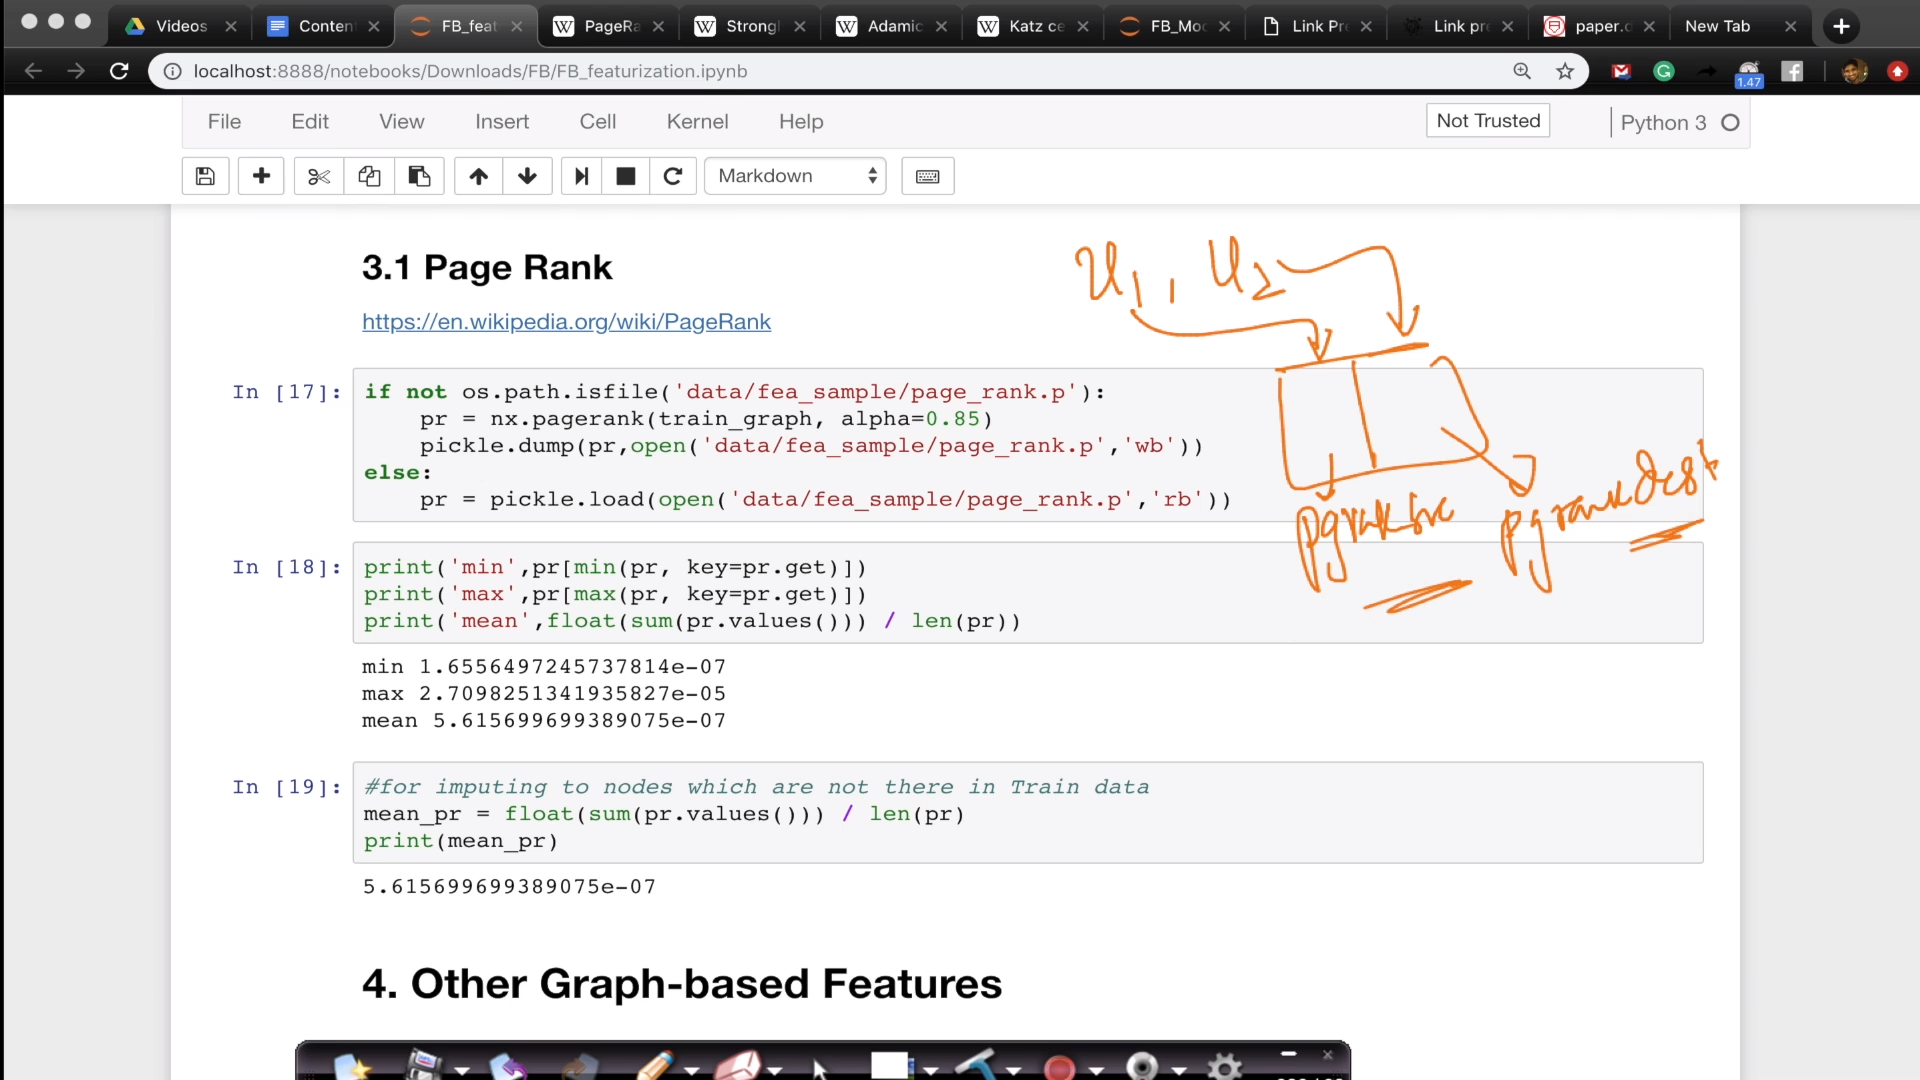 Videos
Conten
FB_feat
PageRa
Strongl
Adamic
Katz ce
FB_Moc
Link Pre
Link pre
paper.c
New Tab
localhost:8888/notebooks/Downloads/FB/FB_featurization.ipynb
1.47
File Edit View Insert Cell Kernel Help
Not Trusted
Python 3
Markdown
3.1 Page Rank
https://en.wikipedia.org/wiki/PageRank
u1, u2
In [17]:
if not os.path.isfile('data/fea_sample/page_rank.p'):
pr = nx.pagerank(train_graph, alpha=0.85)
pickle.dump(pr,open('data/fea_sample/page_rank.p','wb'))
else:
pr = pickle.load(open('data/fea_sample/page_rank.p','rb'))
pgrank src
pgrank dest
In [18]:
print('min',pr[min(pr, key=pr.get)])
print('max',pr[max(pr, key=pr.get)])
print('mean',float(sum(pr.values())) / len(pr))
min 1.6556497245737814e-07
max 2.7098251341935827e-05
mean 5.615699699389075e-07
In [19]:
#for imputing to nodes which are not there in Train data
mean_pr = float(sum(pr.values())) / len(pr)
print(mean_pr)
5.615699699389075e-07
4. Other Graph-based Features